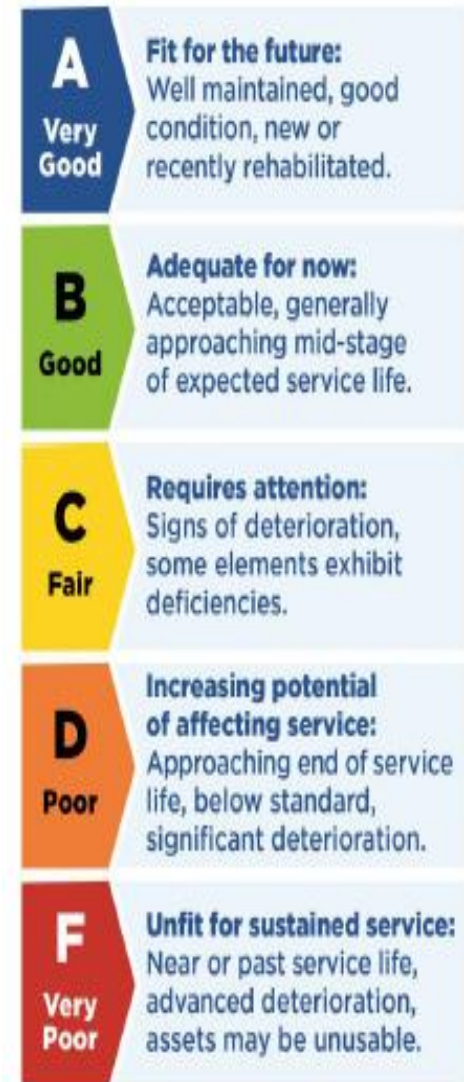 A
Very
Good
Fit for the future:
Well maintained, good
condition, new or
recently rehabilitated.
B
Good
Adequate for now:
Acceptable, generally
approaching mid-stage
of expected service life.
C
Fair
Requires attention:
Signs of deterioration,
some elements exhibit
deficiencies.
D
Poor
Increasing potential
of affecting service:
Approaching end of service
life, below standard,
significant deterioration.
F
Very
Poor
Unfit for sustained service:
Near or past service life,
advanced deterioration,
assets may be unusable.